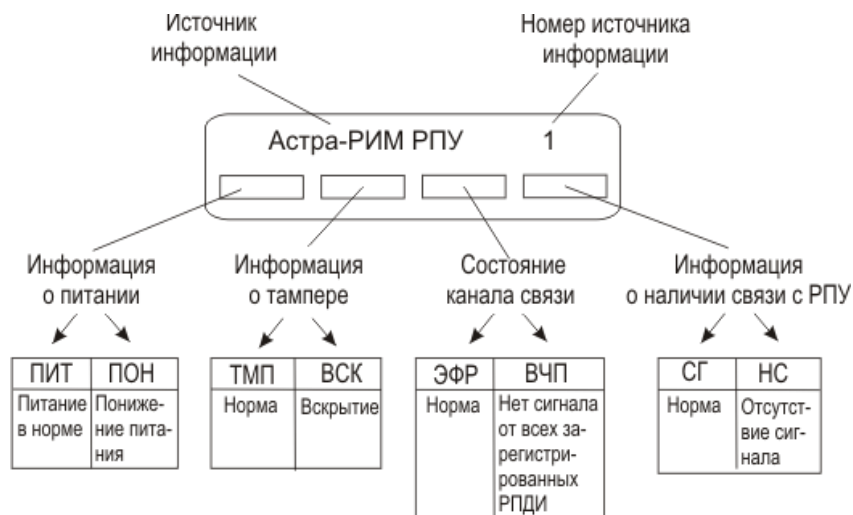 Источник
информации
Номер источника
информации
Астра-РИМ РПУ 1
Информация
о питании
Информация
о тампере
Состояние
канала связи
Информация
о наличии связи с РПУ
ПИТ ПОН
Питание
в норме
Пониже-
ние пита-
ния
ТМП ВСК
Норма Вскрытие
ЭФР ВЧП
Норма
Нет сигнала
от всех за-
регистри-
рованных
РПДИ
СГ НС
Норма
Отсутст-
вие сиг-
нала